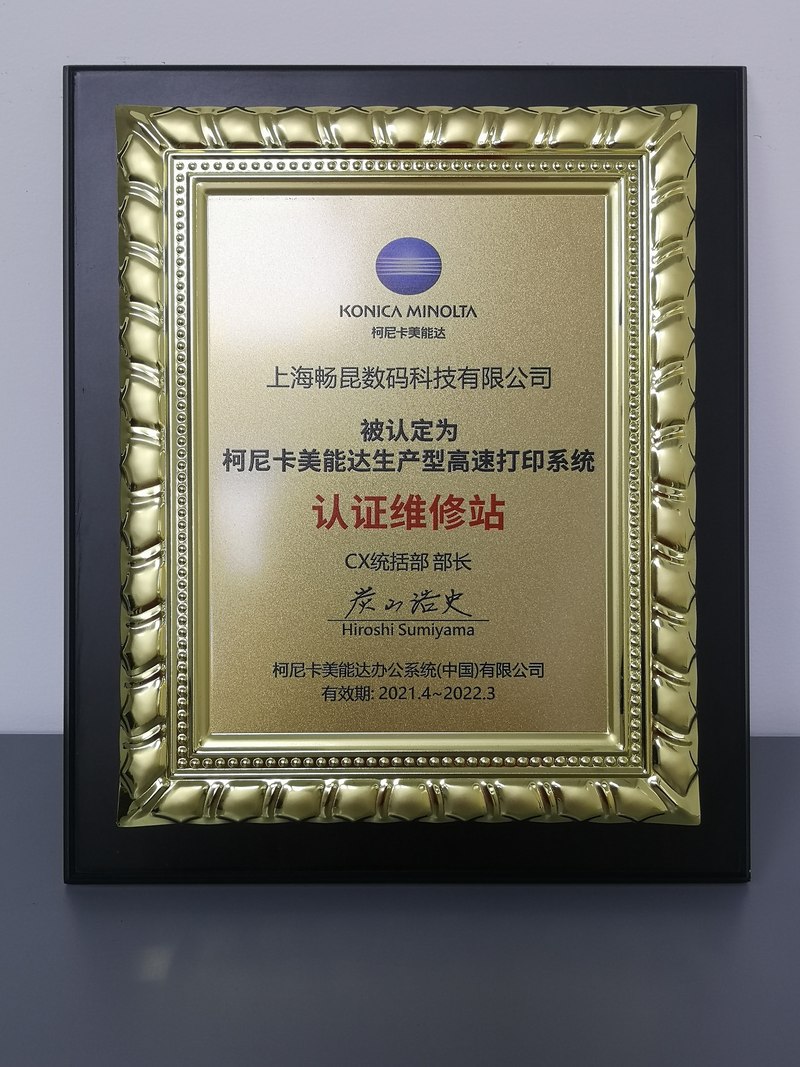 KONICA MINOLTA
柯尼卡美能达
上海畅昆数码科技有限公司
被认定为
柯尼卡美能达生产型高速打印系统
认证维修站
CX统括部 部长
炭山浩史
Hiroshi Sumiyama
柯尼卡美能达办公系统(中国)有限公司
有效期: 2021.4~2022.3